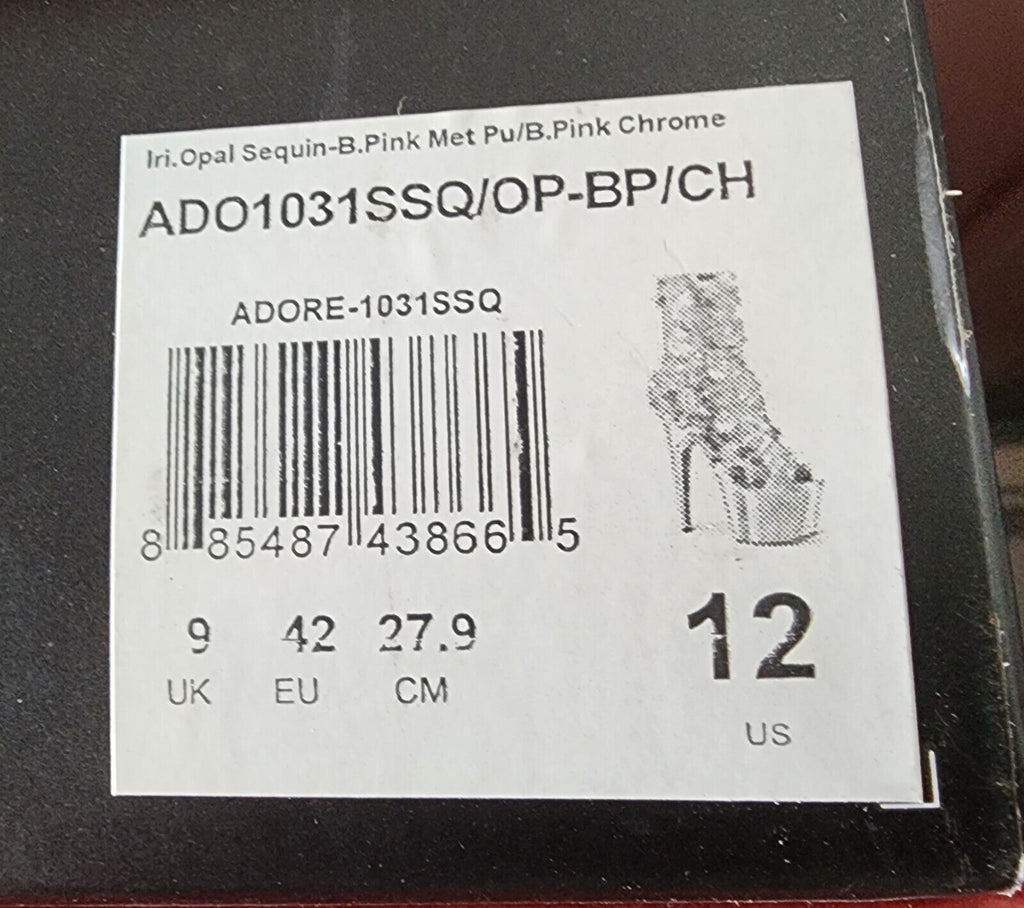 Iri.Opal Sequin-B.Pink Met Pu/B.Pink Chrome
ADO1031SSQ/OP-BP/CH
ADORE-1031SSQ
8 85487 43866 5
9 42 27.9 12
UK EU CM US